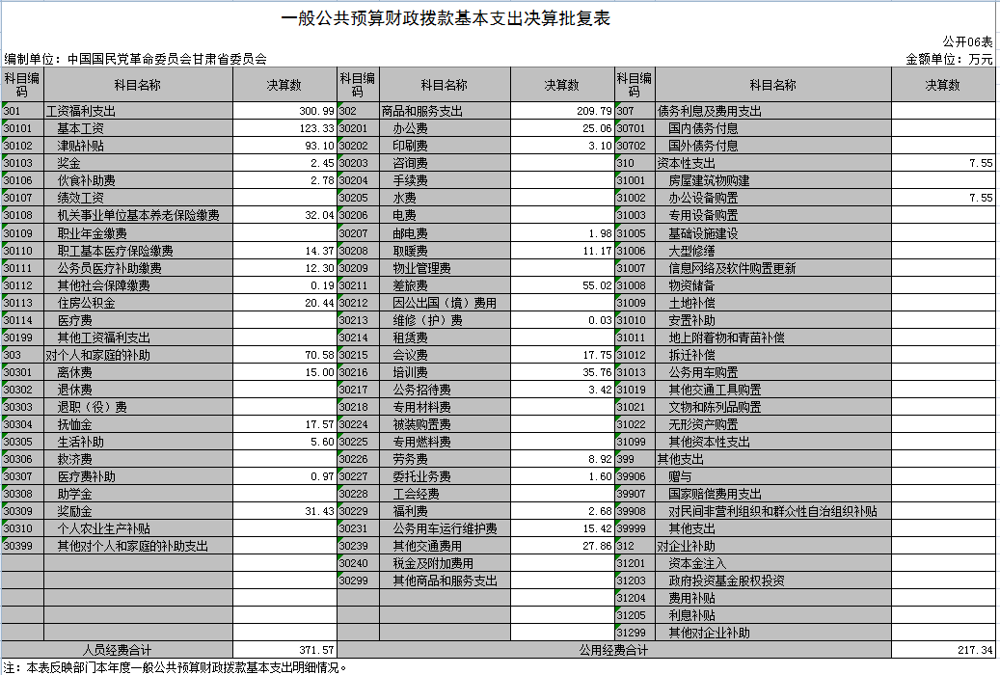 一般公共预算财政拨款基本支出决算批复表
公开06表
编制单位：中国国民党革命委员会甘肃省委员会 金额单位：万元
科目编码 科目名称 决算数 科目编码 科目名称 决算数 科目编码 科目名称 决算数
301 工资福利支出 300.99 302 商品和服务支出 209.79 307 债务利息及费用支出
30101 基本工资 123.33 30201 办公费 25.06 30701 国内债务付息
30102 津贴补贴 93.10 30202 印刷费 3.10 30702 国外债务付息
30103 奖金 2.45 30203 咨询费 310 资本性支出 7.55
30106 伙食补助费 2.78 30204 手续费 31001 房屋建筑物购建
30107 绩效工资 30205 水费 31002 办公设备购置 7.55
30108 机关事业单位基本养老保险缴费 32.04 30206 电费 31003 专用设备购置
30109 职业年金缴费 30207 邮电费 1.98 31005 基础设施建设
30110 职工基本医疗保险缴费 14.37 30208 取暖费 11.17 31006 大型修缮
30111 公务员医疗补助缴费 12.30 30209 物业管理费 31007 信息网络及软件购置更新
30112 其他社会保障缴费 0.19 30211 差旅费 55.02 31008 物资储备
30113 住房公积金 20.44 30212 因公出国（境）费用 31009 土地补偿
30114 医疗费 30213 维修（护）费 0.03 31010 安置补助
30199 其他工资福利支出 30214 租赁费 31011 地上附着物和青苗补偿
303 对个人和家庭的补助 70.58 30215 会议费 17.75 31012 拆迁补偿
30301 离休费 15.00 30216 培训费 35.76 31013 公务用车购置
30302 退休费 30217 公务招待费 3.42 31019 其他交通工具购置
30303 退职（役）费 30218 专用材料费 31021 文物和陈列品购置
30304 抚恤金 17.57 30224 被装购置费 31022 无形资产购置
30305 生活补助 5.60 30225 专用燃料费 31099 其他资本性支出
30306 救济费 30226 劳务费 8.92 399 其他支出
30307 医疗费补助 0.97 30227 委托业务费 1.60 39906 赠与
30308 助学金 30228 工会经费 39907 国家赔偿费用支出
30309 奖励金 31.43 30229 福利费 2.68 39908 对民间非营利组织和群众性自治组织补贴
30310 个人农业生产补贴 30231 公务用车运行维护费 15.42 39999 其他支出
30399 其他对个人和家庭的补助支出 30239 其他交通费用 27.86 312 对企业补助
30240 税金及附加费用 31201 资本金注入
30299 其他商品和服务支出 31203 政府投资基金股权投资
31204 费用补贴
31205 利息补贴
31299 其他对企业补助
人员经费合计 371.57 公用经费合计 217.34
注：本表反映部门本年度一般公共预算财政拨款基本支出明细情况。